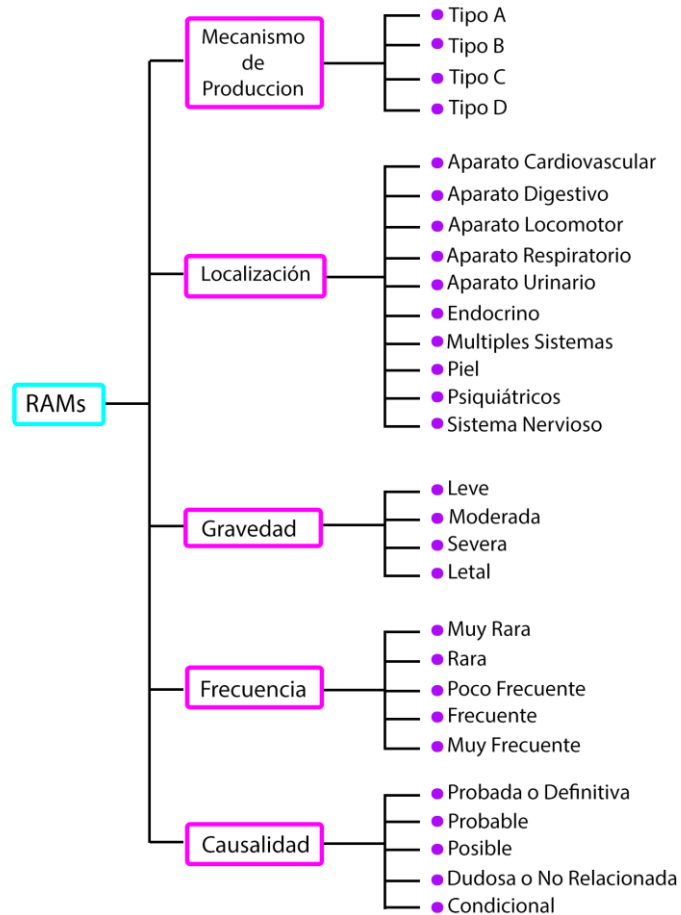 RAMs
Mecanismo
de
Produccion
Tipo A
Tipo B
Tipo C
Tipo D
Localización
Aparato Cardiovascular
Aparato Digestivo
Aparato Locomotor
Aparato Respiratorio
Aparato Urinario
Endocrino
Multiples Sistemas
Piel
Psiquiátricos
Sistema Nervioso
Gravedad
Leve
Moderada
Severa
Letal
Frecuencia
Muy Rara
Rara
Poco Frecuente
Frecuente
Muy Frecuente
Causalidad
Probada o Definitiva
Probable
Posible
Dudosa o No Relacionada
Condicional